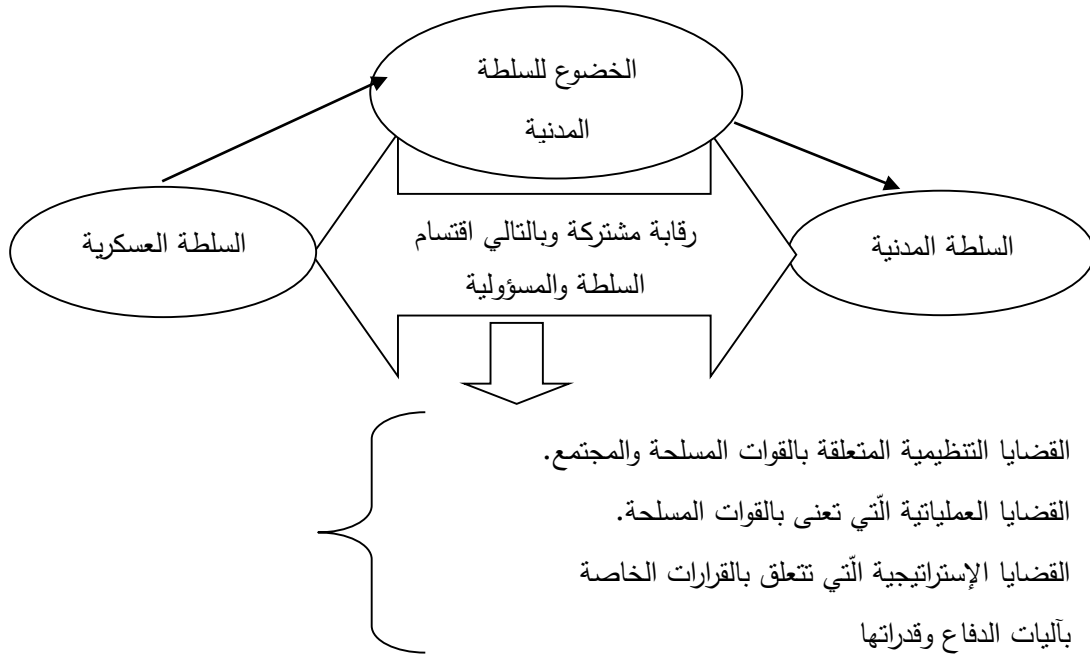 الخضوع للسلطة
المدنية
السلطة العسكرية
رقابة مشتركة وبالتالي اقتسام
السلطة والمسؤولية
السلطة المدنية
القضايا التنظيمية المتعلقة بالقوات المسلحة والمجتمع.
القضايا العملياتية الّتي تعنى بالقوات المسلحة.
القضايا الإستراتيجية الّتي تتعلق بالقرارات الخاصة
بآليات الدفاع وقدراتها